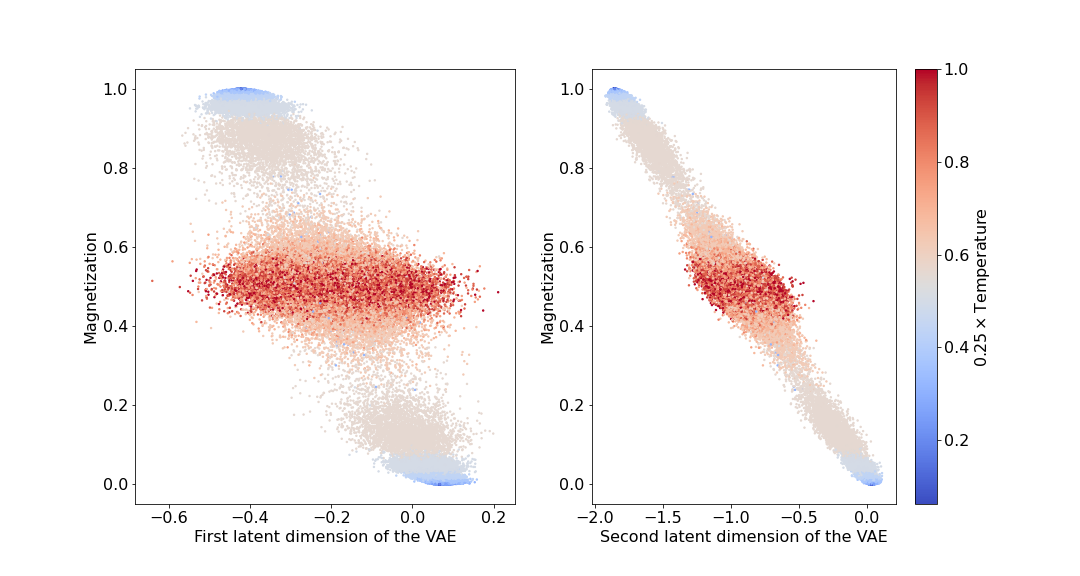 1.0
0.8
0.6
0.4
0.2
0.0
Magnetization
−0.6 −0.4 −0.2 0.0 0.2
First latent dimension of the VAE
1.0
0.8
0.6
0.4
0.2
0.0
Magnetization
−2.0 −1.5 −1.0 −0.5 0.0
Second latent dimension of the VAE
1.0
0.8
0.6
0.4
0.2
0.25 × Temperature